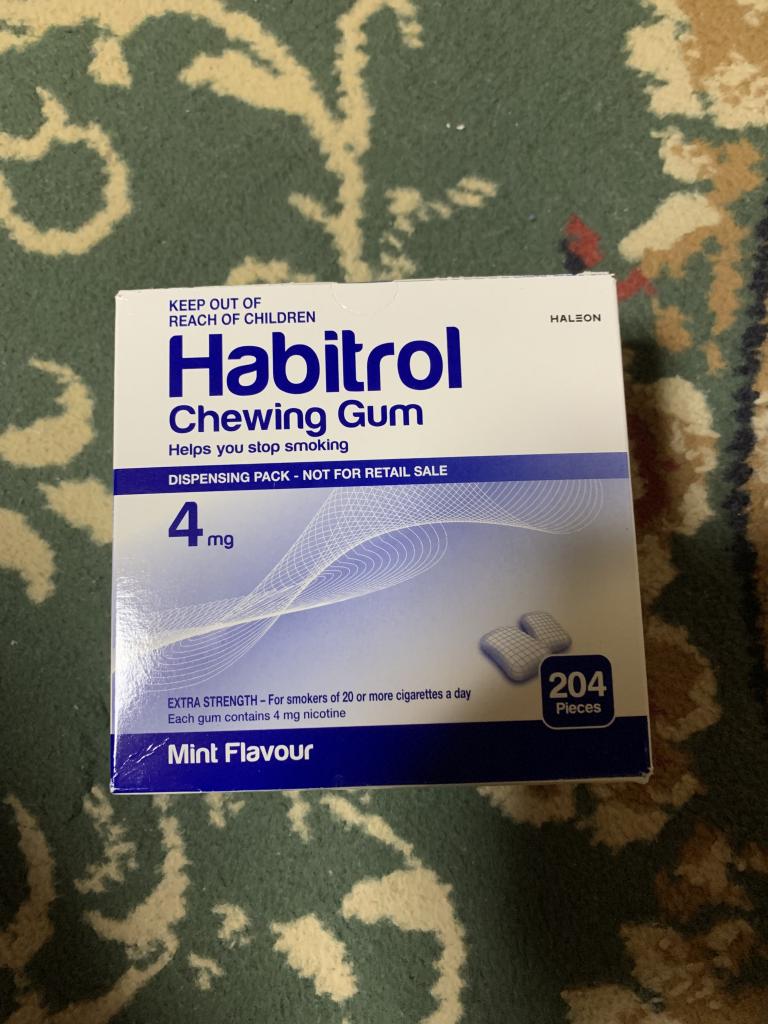 KEEP OUT OF
REACH OF CHILDREN
HALEON
Habitrol
Chewing Gum
Helps you stop smoking
DISPENSING PACK - NOT FOR RETAIL SALE
4 mg
204
Pieces
EXTRA STRENGTH – For smokers of 20 or more cigarettes a day
Each gum contains 4 mg nicotine
Mint Flavour